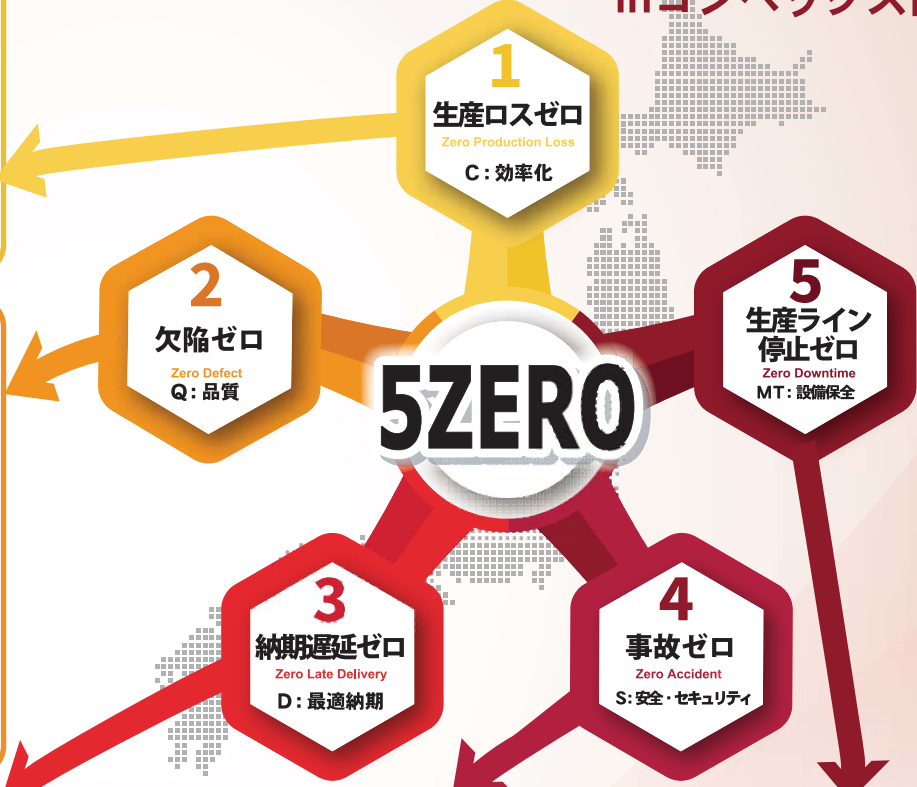 1
生産ロスゼロ
Zero Production Loss
C：効率化
2
欠陥ゼロ
Zero Defect
Q：品質
5
生産ライン
停止ゼロ
Zero Downtime
MT：設備保全
5ZERO
3
納期遅延ゼロ
Zero Late Delivery
D：最適納期
4
事故ゼロ
Zero Accident
S：安全・セキュリティ